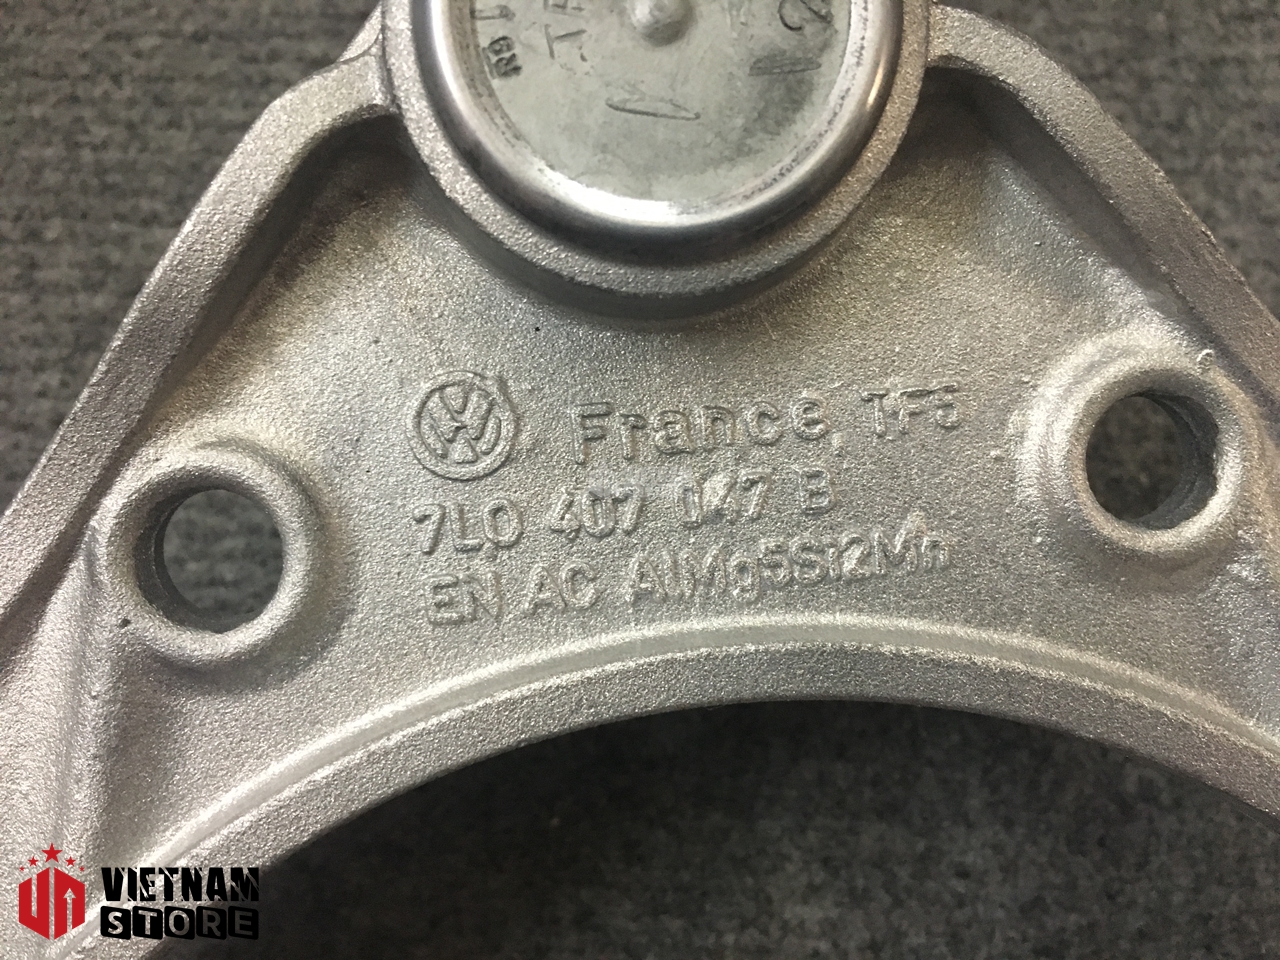 France TF5
7L0 407 047 B
EN AC AlMg5Si2Mn
VIETNAM
STORE